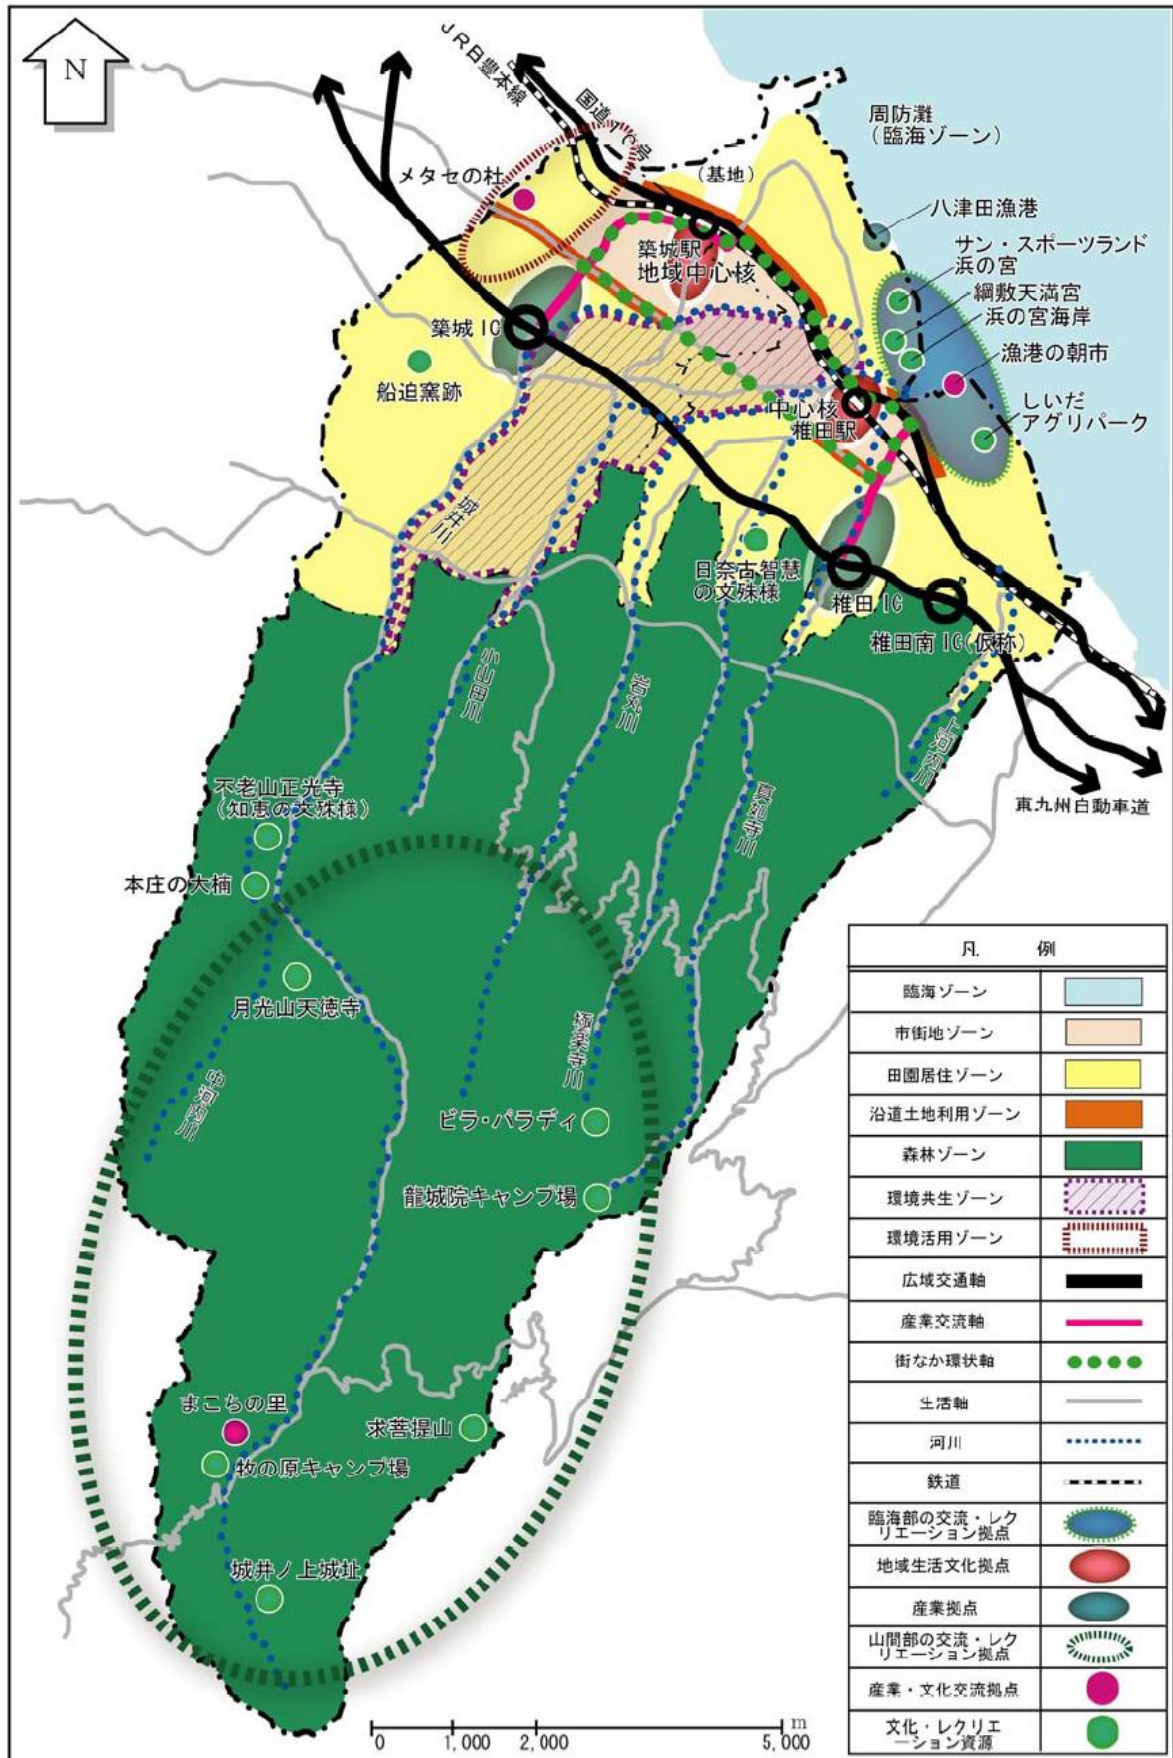 N
JR日豊本線
国道10号
周防灘
(臨海ゾーン)
(基地)
メタセの杜
八津田漁港
サン・スポーツランド
浜の宮
綱敷天満宮
浜の宮海岸
漁港の朝市
しいだ
アグリパーク
築城駅
地域中心核
築城IC
船迫窯跡
中心核
椎田駅
城井川
日奈古智慧
の文殊様
椎田IC
椎田南IC(仮称)
小山田川
岩丸川
真如寺川
上河内川
東九州自動車道
不老山正光寺
(知恵の文殊様)
本庄の大楠
月光山天徳寺
中河内川
極楽寺川
ビラ・パラディ
龍城院キャンプ場
まこちの里
求菩提山
牧の原キャンプ場
城井ノ上城址
凡 例
臨海ゾーン
市街地ゾーン
田園居住ゾーン
沿道土地利用ゾーン
森林ゾーン
環境共生ゾーン
環境活用ゾーン
広域交通軸
産業交流軸
街なか環状軸
生活軸
河川
鉄道
臨海部の交流・レク
リエーション拠点
地域生活文化拠点
産業拠点
山間部の交流・レク
リエーション拠点
産業・文化交流拠点
文化・レクリエ
ーション資源
m
0 1,000 2,000 5,000